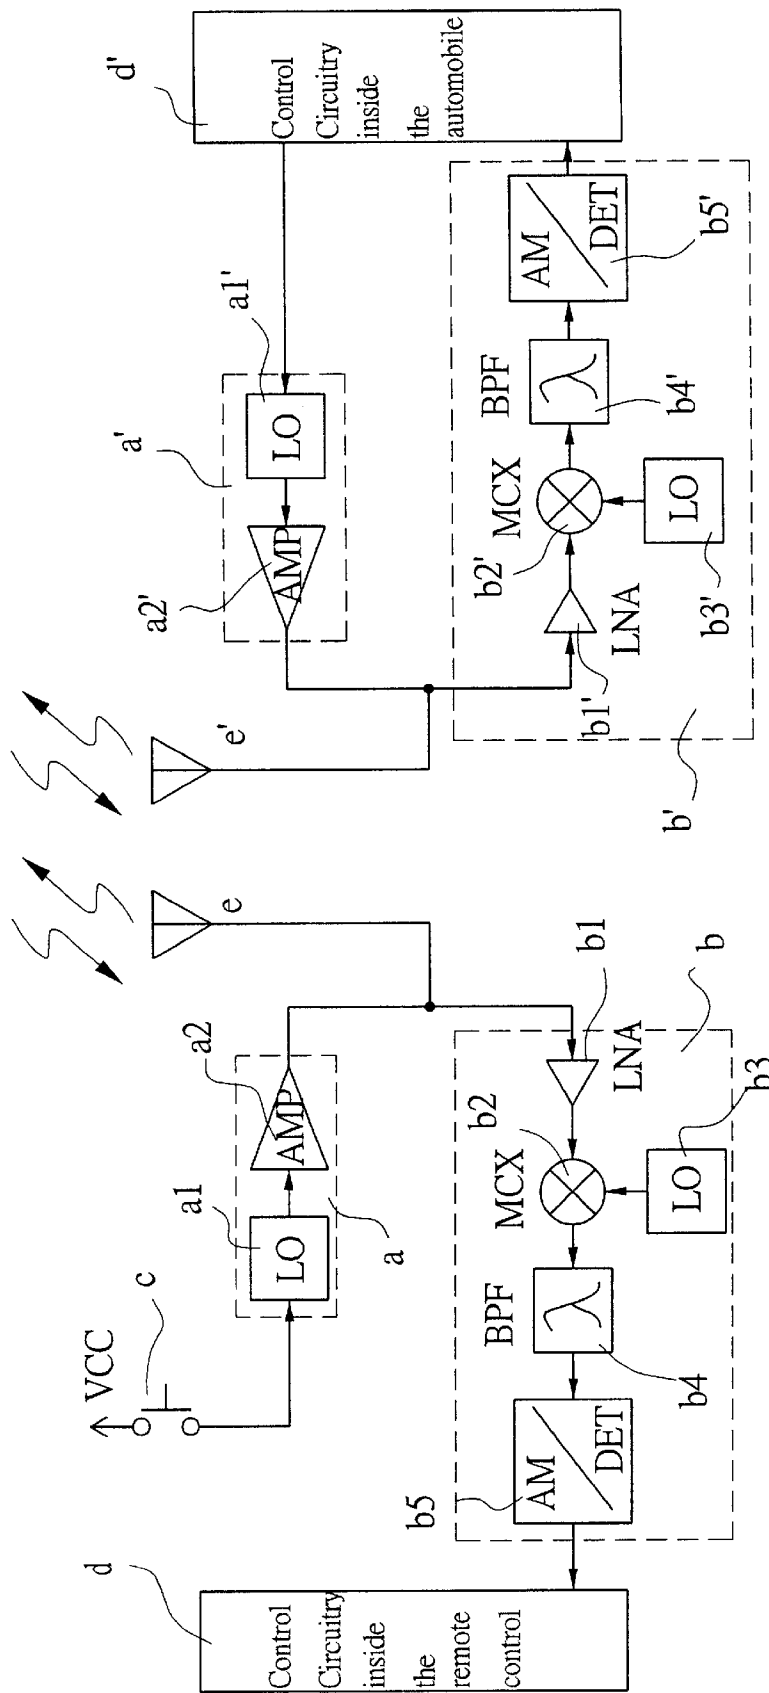 d
Control
Circuitry
inside
the
remote
control
VCC
c
a1
LO
a2
AMP
a
e
b5
AM
DET
BPF
b4
MCX
b2
LO
b3
LNA
b1
b
e'
a'
a2'
AMP
LO
a1'
b'
b1'
LNA
b2'
MCX
LO
b3'
BPF
b4'
AM
DET
b5'
d'
Control
Circuitry
inside
the
automobile